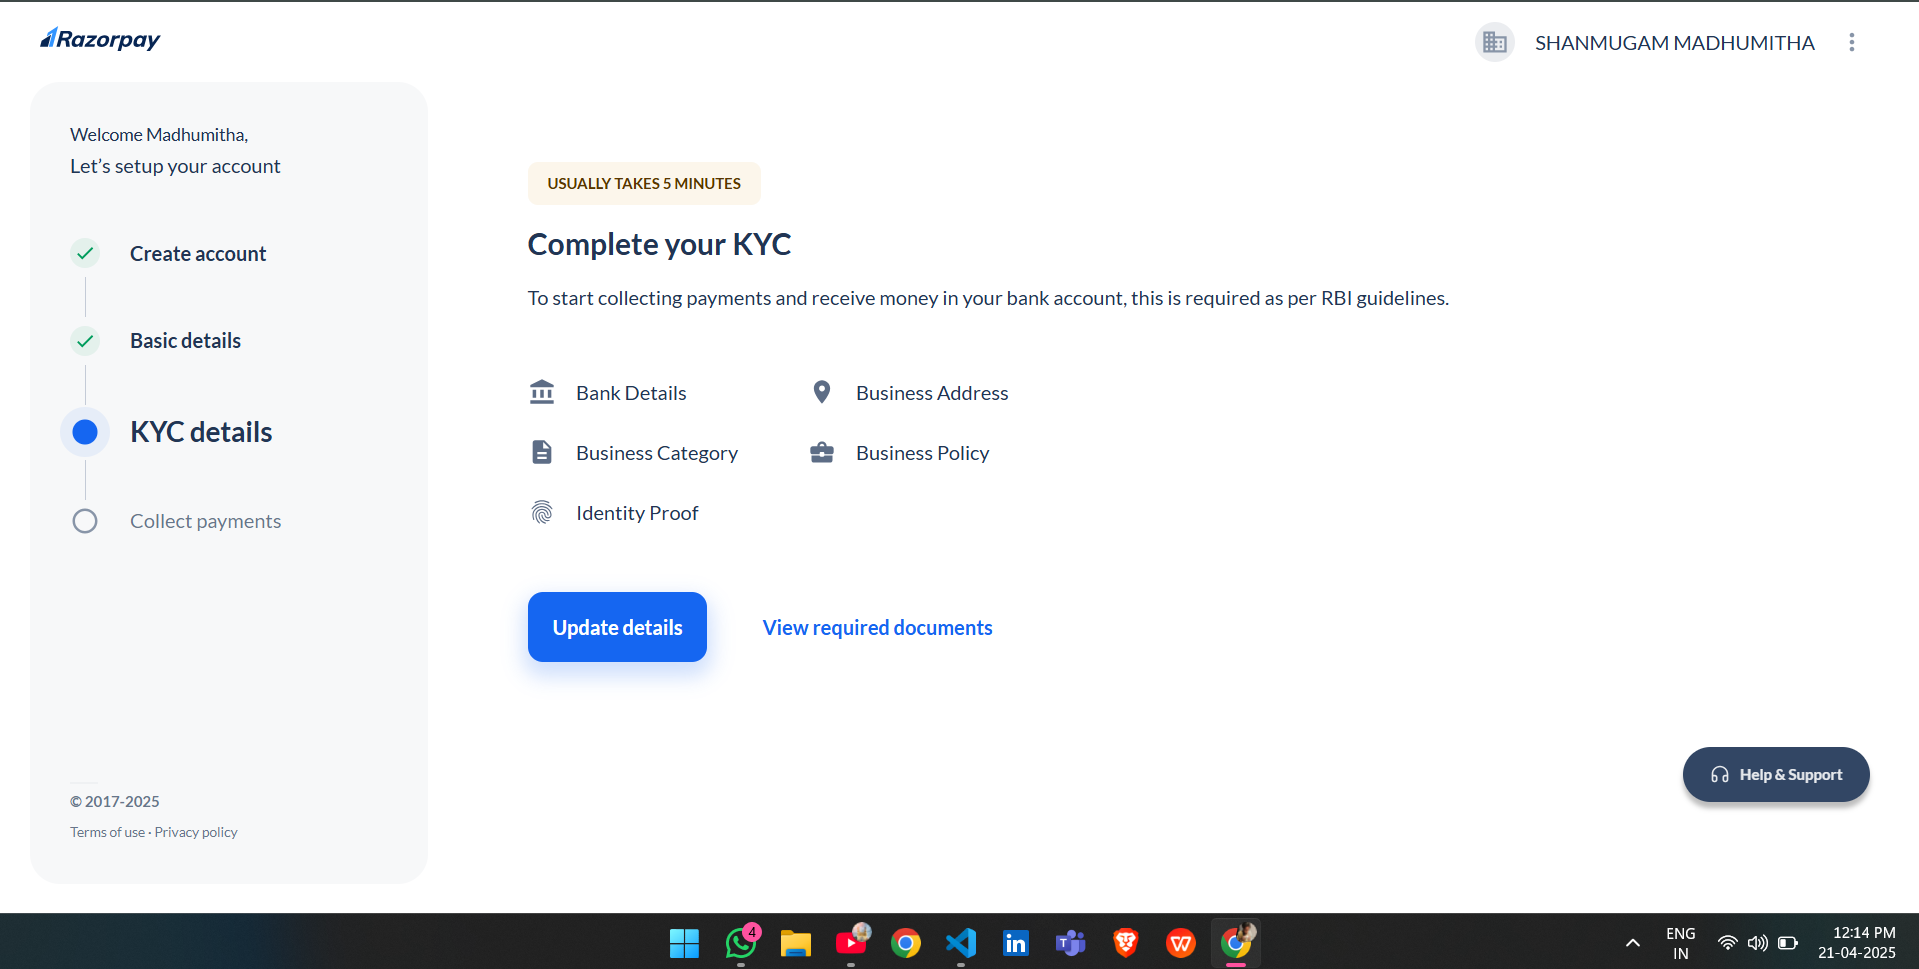 Razorpay
SHANMUGAM MADHUMITHA
Welcome Madhumitha,
Let's setup your account
Create account
Basic details
KYC details
Collect payments
© 2017-2025
Terms of use · Privacy policy
USUALLY TAKES 5 MINUTES
Complete your KYC
To start collecting payments and receive money in your bank account, this is required as per RBI guidelines.
Bank Details
Business Address
Business Category
Business Policy
Identity Proof
Update details
View required documents
Help & Support
4
in
T
W
ENG
IN
12:14 PM
21-04-2025